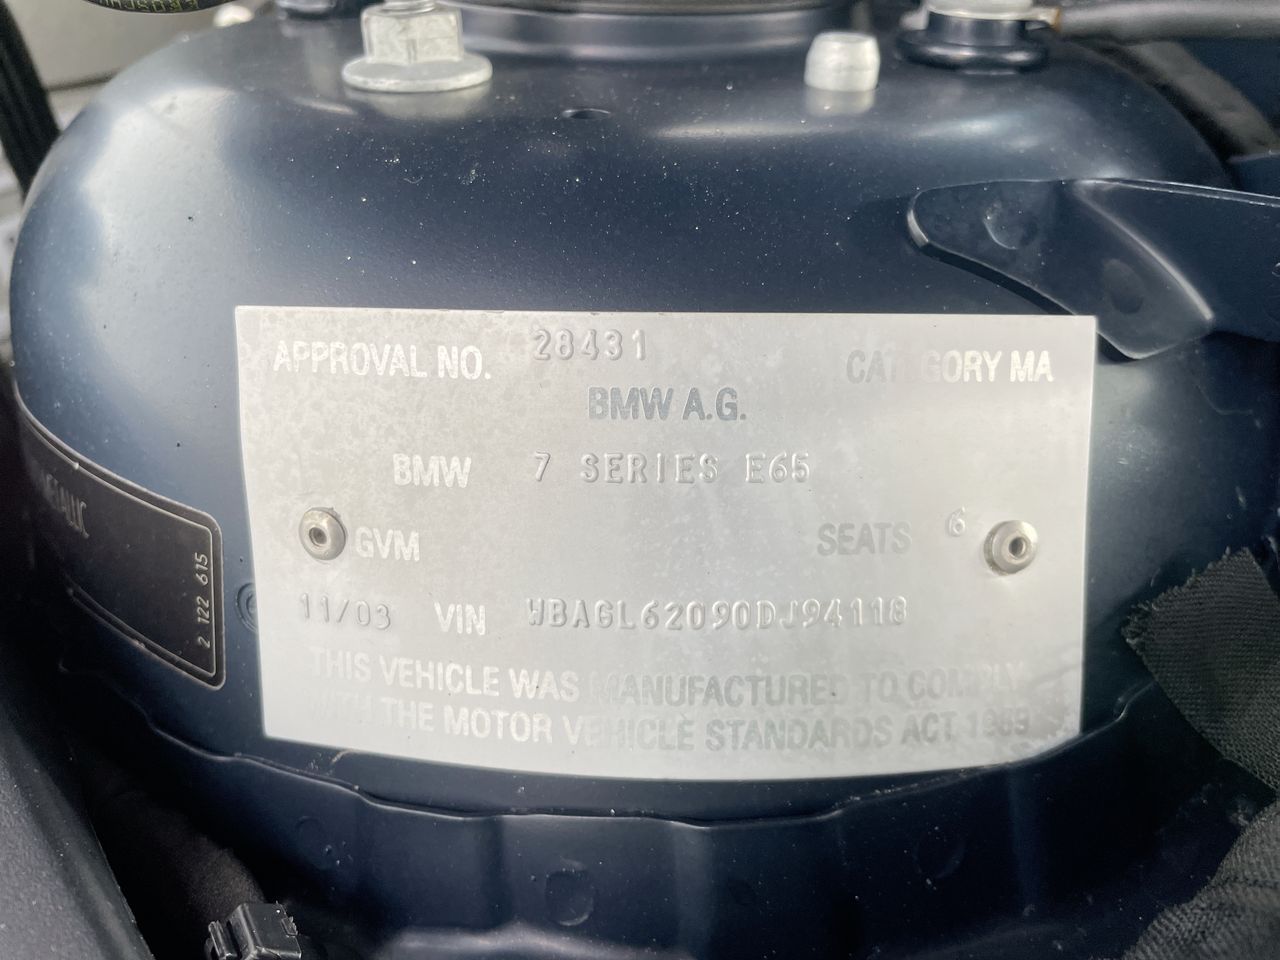 APPROVAL NO. 28431 CATEGORY MA
BMW A.G.
BMW 7 SERIES E65
GVM SEATS 6
11/03 VIN WBAGL62090DJ94118
THIS VEHICLE WAS MANUFACTURED TO COMPLY
WITH THE MOTOR VEHICLE STANDARDS ACT 1989
METALLIC
2 122 615